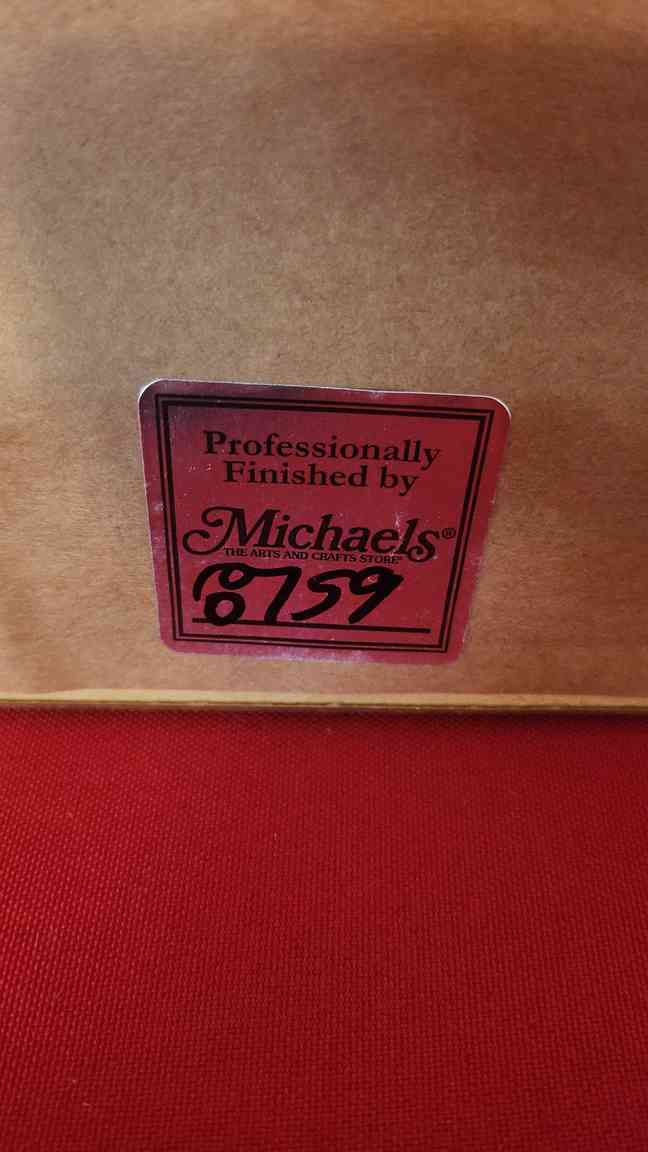 Professionally
Finished by
Michaels®
THE ARTS AND CRAFTS STORE®
8759